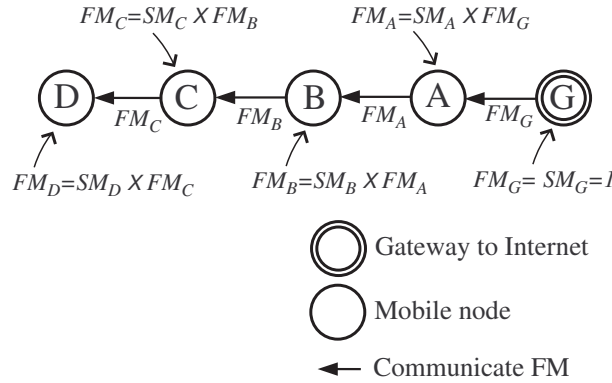 FM_C=SM_C X FM_B
FM_A=SM_A X FM_G
D C B A G
FM_C FM_B FM_A FM_G
FM_D=SM_D X FM_C
FM_B=SM_B X FM_A
FM_G= SM_G=1
Gateway to Internet
Mobile node
Communicate FM